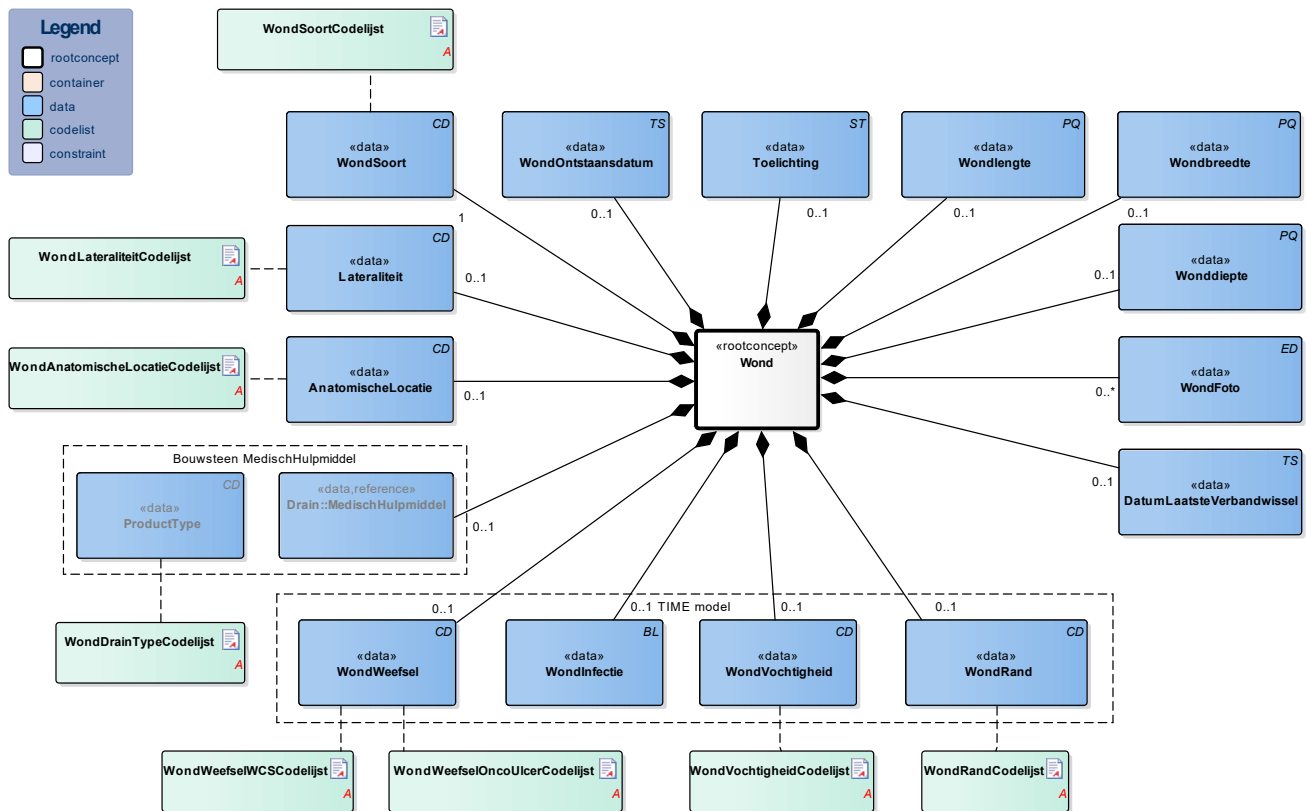 Legend
rootconcept
container
data
codelist
constraint
WondSoortCodelijst
A
CD
«data»
WondSoort
TS
«data»
WondOntstaansdatum
ST
«data»
Toelichting
PQ
«data»
Wondlengte
PQ
«data»
Wondbreedte
1
0..1
0..1
0..1
0..1
WondLateraliteitCodelijst
A
CD
«data»
Lateraliteit
0..1
PQ
«data»
Wonddiepte
0..1
«rootconcept»
Wond
WondAnatomischeLocatieCodelijst
A
CD
«data»
AnatomischeLocatie
0..1
ED
«data»
WondFoto
0..*
Bouwsteen MedischHulpmiddel
CD
«data»
ProductType
«data,reference»
Drain::MedischHulpmiddel
0..1
TS
«data»
DatumLaatsteVerbandwissel
0..1
WondDrainTypeCodelijst
A
0..1
0..1
TIME model
0..1
0..1
CD
«data»
WondWeefsel
BL
«data»
WondInfectie
CD
«data»
WondVochtigheid
CD
«data»
WondRand
WondWeefselWCSCodelijst
A
WondWeefselOncoUlcerCodelijst
A
WondVochtigheidCodelijst
A
WondRandCodelijst
A